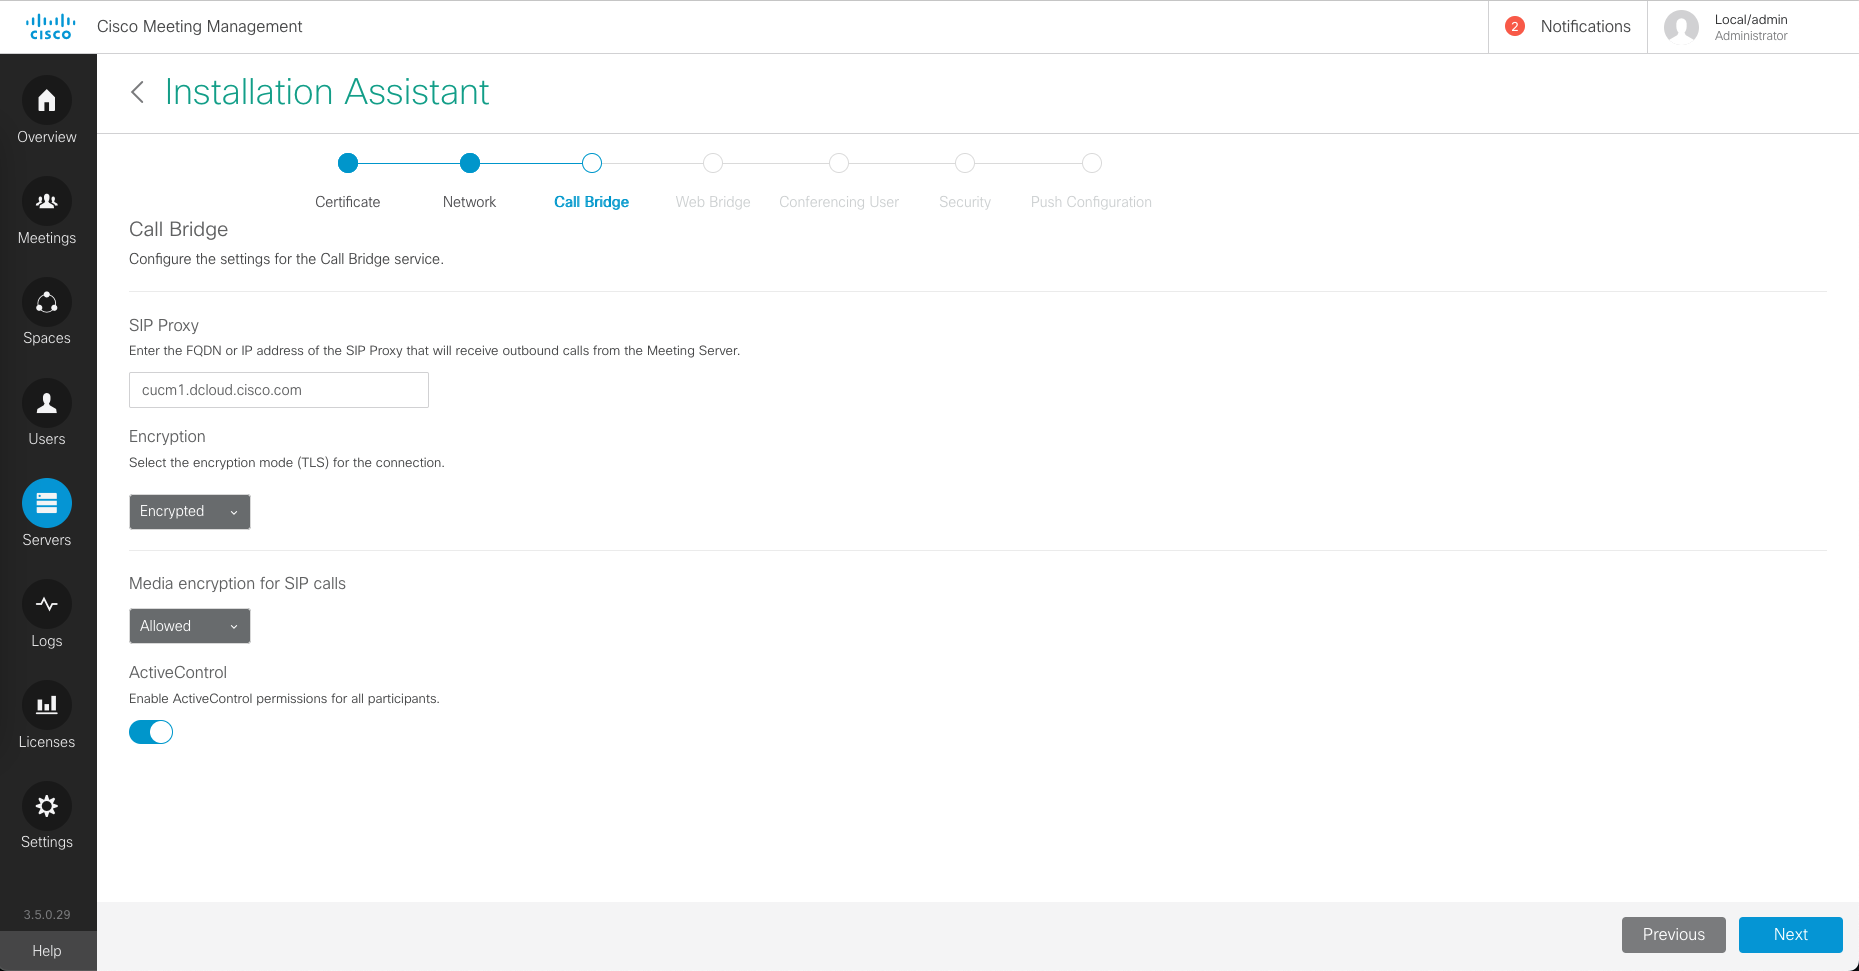 CISCO
Cisco Meeting Management
2
Notifications
Local/admin
Administrator
Overview
Meetings
Spaces
Users
Servers
Logs
Licenses
Settings
3.5.0.29
Help
Installation Assistant
Certificate
Network
Call Bridge
Web Bridge
Conferencing User
Security
Push Configuration
Call Bridge
Configure the settings for the Call Bridge service.
SIP Proxy
Enter the FQDN or IP address of the SIP Proxy that will receive outbound calls from the Meeting Server.
cucm1.dcloud.cisco.com
Encryption
Select the encryption mode (TLS) for the connection.
Encrypted
Media encryption for SIP calls
Allowed
ActiveControl
Enable ActiveControl permissions for all participants.
Previous
Next